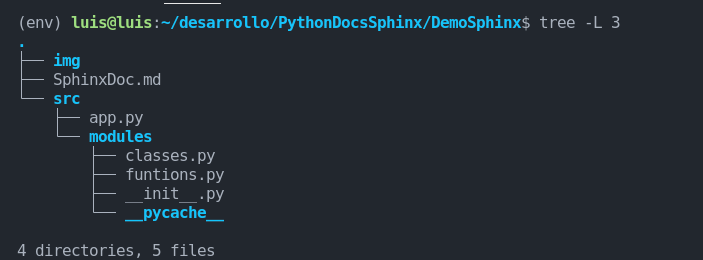 (env) luis@luis:~/desarrollo/PythonDocsSphinx/DemoSphinx$ tree -L 3
.
├── img
├── SphinxDoc.md
└── src
    ├── app.py
    └── modules
        ├── classes.py
        ├── funtions.py
        ├── __init__.py
        └── __pycache__
4 directories, 5 files